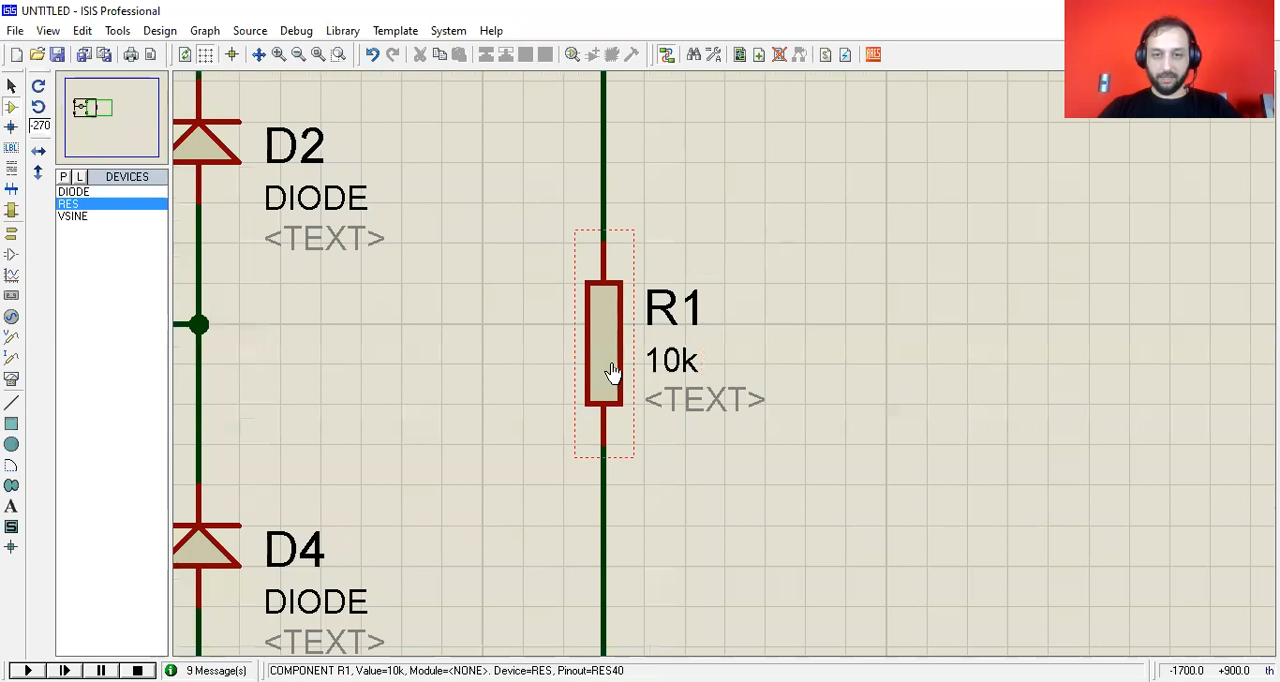 UNTITLED - ISIS Professional
File View Edit Tools Design Graph Source Debug Library Template System Help
-270
LBL
P L DEVICES
DIODE
RES
VSINE
D2
DIODE
<TEXT>
R1
10k
<TEXT>
D4
DIODE
<TEXT>
9 Message(s) COMPONENT R1, Value=10k, Module=<NONE>. Device=RES, Pinout=RES40 -1700.0 +900.0 th